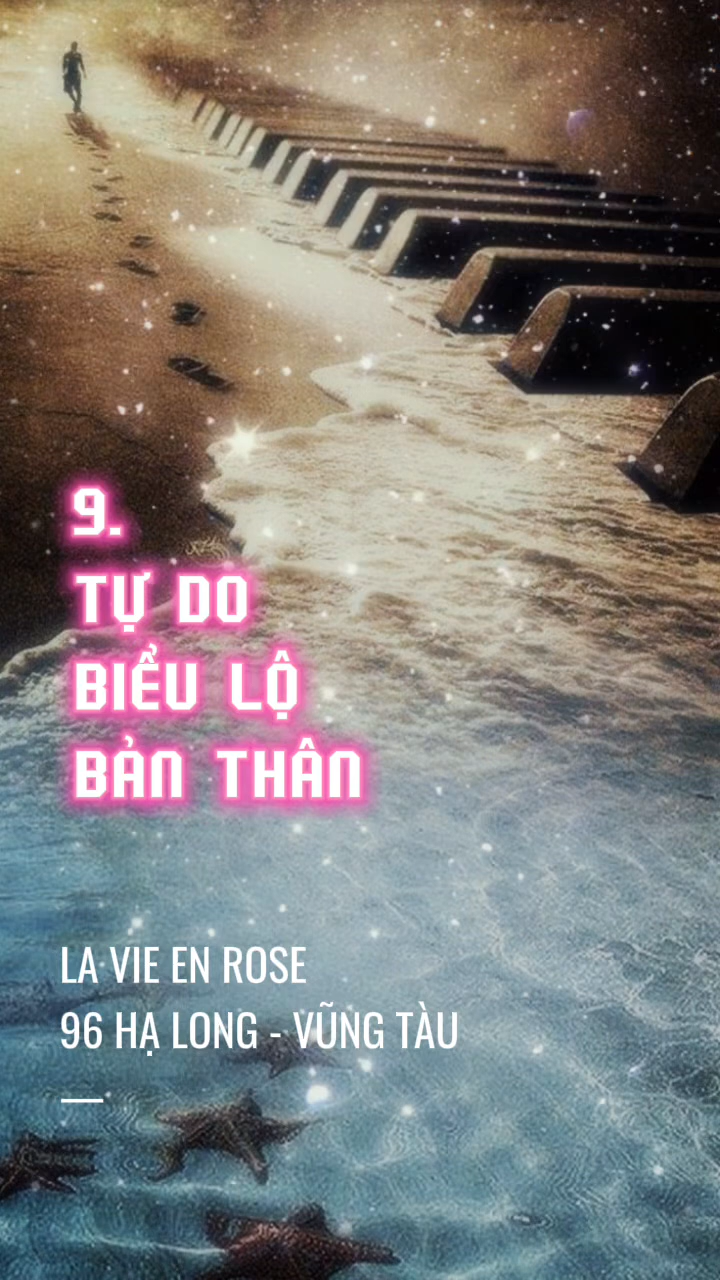 9.
TỰ DO
BIỂU LỘ
BẢN THÂN
LA VIE EN ROSE
96 HẠ LONG - VŨNG TÀU